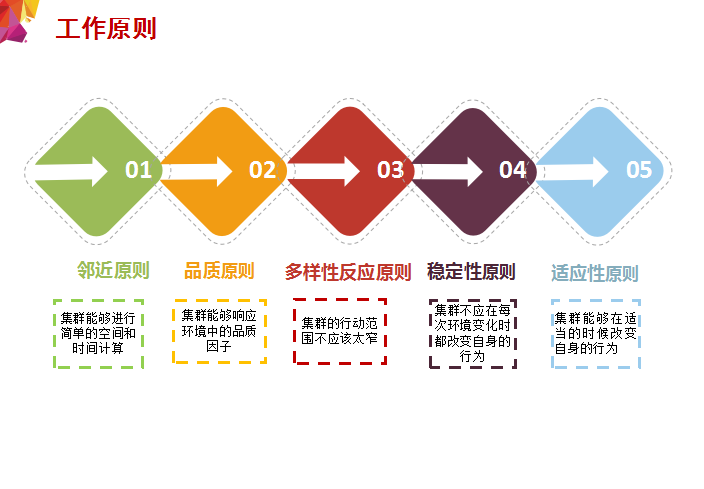 工作原则
01
02
03
04
05
邻近原则
品质原则
多样性反应原则
稳定性原则
适应性原则
集群能够进行
简单的空间和
时间计算
集群能够响应
环境中的品质
因子
集群的行动范
围不应该太窄
集群不应在每
次环境变化时
都改变自身的
行为
集群能够在适
当的时候改变
自身的行为